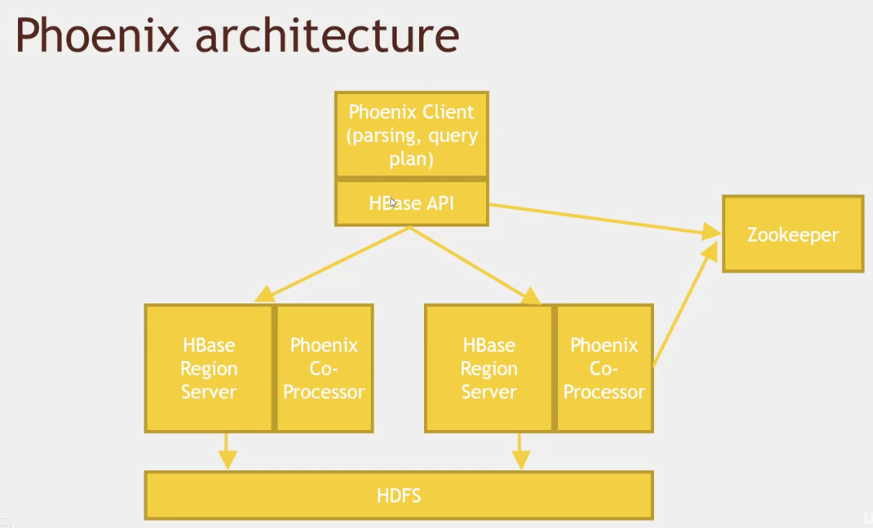 Phoenix architecture
Phoenix Client
(parsing, query
plan)
HBase API
Zookeeper
HBase
Region
Server
Phoenix
Co-
Processor
HBase
Region
Server
Phoenix
Co-
Processor
HDFS